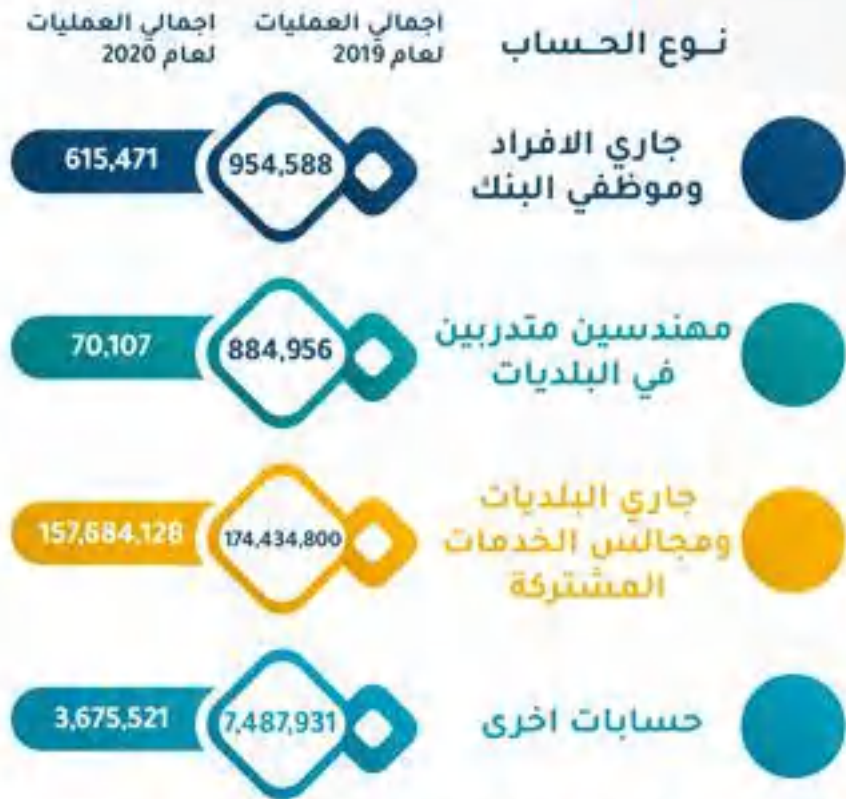 نوع الحساب
اجمالي العمليات
لعام 2019
اجمالي العمليات
لعام 2020
جاري الافراد
وموظفي البنك
954,588
615,471
مهندسين متدربين
في البلديات
884,956
70,107
جاري البلديات
ومجالس الخدمات
المشتركة
174,434,800
157,684,128
حسابات اخرى
7,487,931
3,675,521